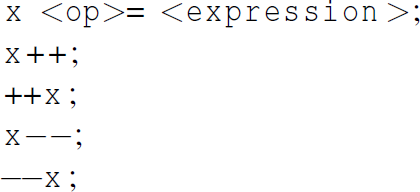 x <op>= <expression>;
x++;
++x;
x--;
--x;